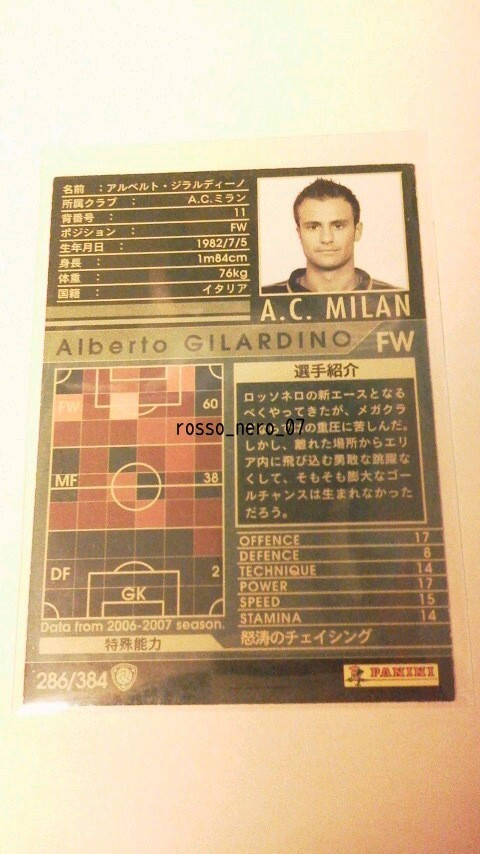 名前 ：アルベルト・ジラルディーノ
所属クラブ ： A.C.ミラン
背番号 ： 11
ポジション ： FW
生年月日 ： 1982/7/5
身長 ： 1m84cm
体重 ： 76kg
国籍 ： イタリア
A.C. MILAN
Alberto GILARDINO FW
FW 60
MF 38
DF 2
GK
Data from 2006-2007 season.
選手紹介
ロッソネロの新エースとなる
べくやってきたが、メガクラ
の重圧に苦しんだ。
しかし、離れた場所からエリ
ア内に飛び込む勇敢な跳躍な
くして、そもそも膨大なゴー
ルチャンスは生まれなかった
だろう。
rosso_nero_07
OFFENCE 17
DEFENCE 8
TECHNIQUE 14
POWER 17
SPEED 15
STAMINA 14
特殊能力 怒涛のチェイシング
286/384
PANINI